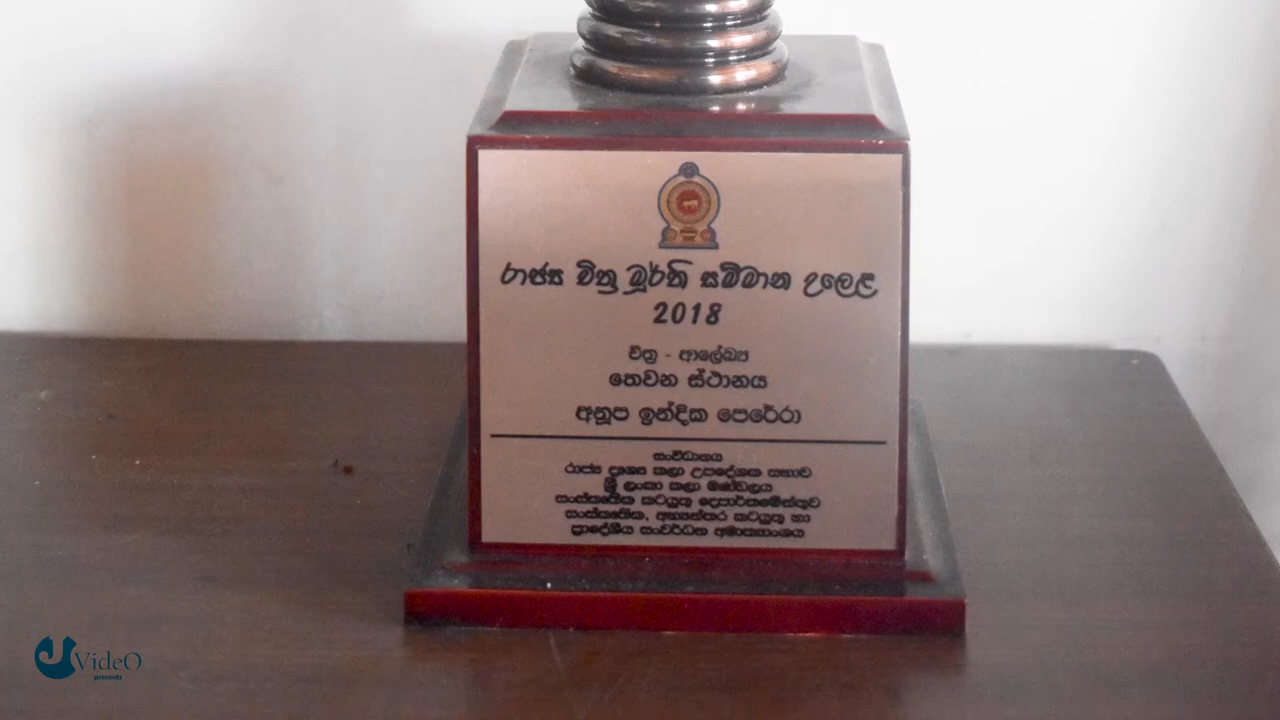 රාජ්‍ය චිත්‍ර මූර්ති සම්මාන උලෙළ
2018
චිත්‍ර - ආලේඛ්‍ය
තෙවන ස්ථානය
අනූප ඉන්දික පෙරේරා
සංවිධානය
රාජ්‍ය දෘශ්‍ය කලා උපදේශක සභාව
ශ්‍රී ලංකා කලා මණ්ඩලය
සංස්කෘතික කටයුතු දෙපාර්තමේන්තුව
සංස්කෘතික, අභ්‍යන්තර කටයුතු හා
ප්‍රාදේශීය සංවර්ධන අමාත්‍යාංශය
VideO
presents